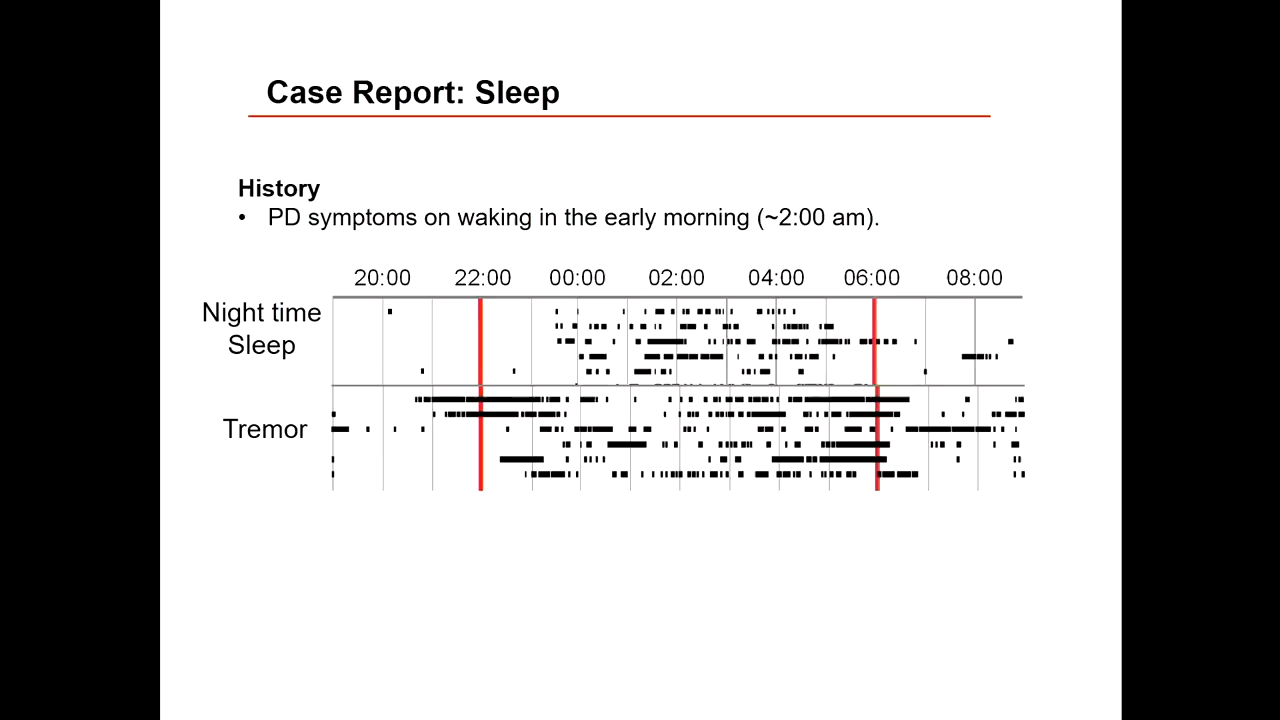 Case Report: Sleep
History
• PD symptoms on waking in the early morning (~2:00 am).
20:00 22:00 00:00 02:00 04:00 06:00 08:00
Night time
Sleep
Tremor